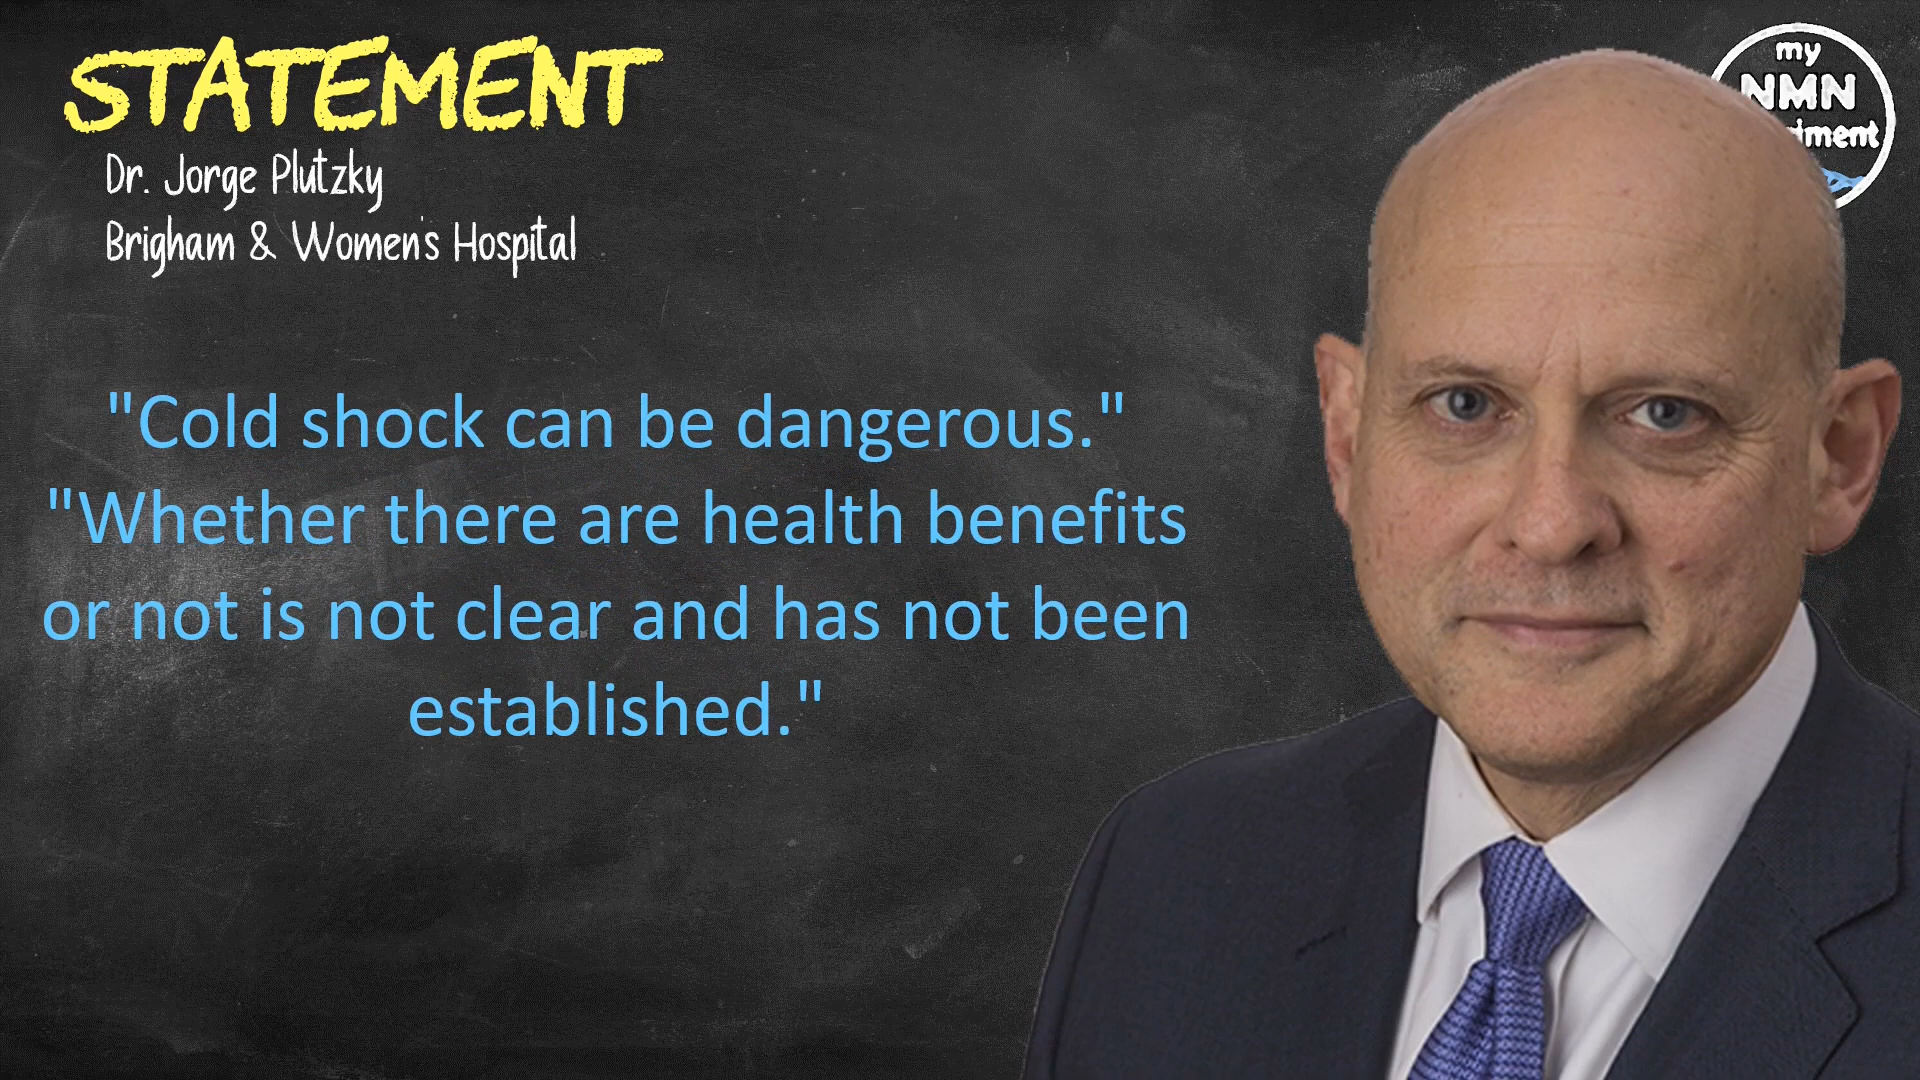 STATEMENT
Dr. Jorge Plutzky
Brigham & Women's Hospital
my
NMN
"Cold shock can be dangerous."
"Whether there are health benefits
or not is not clear and has not been
established."